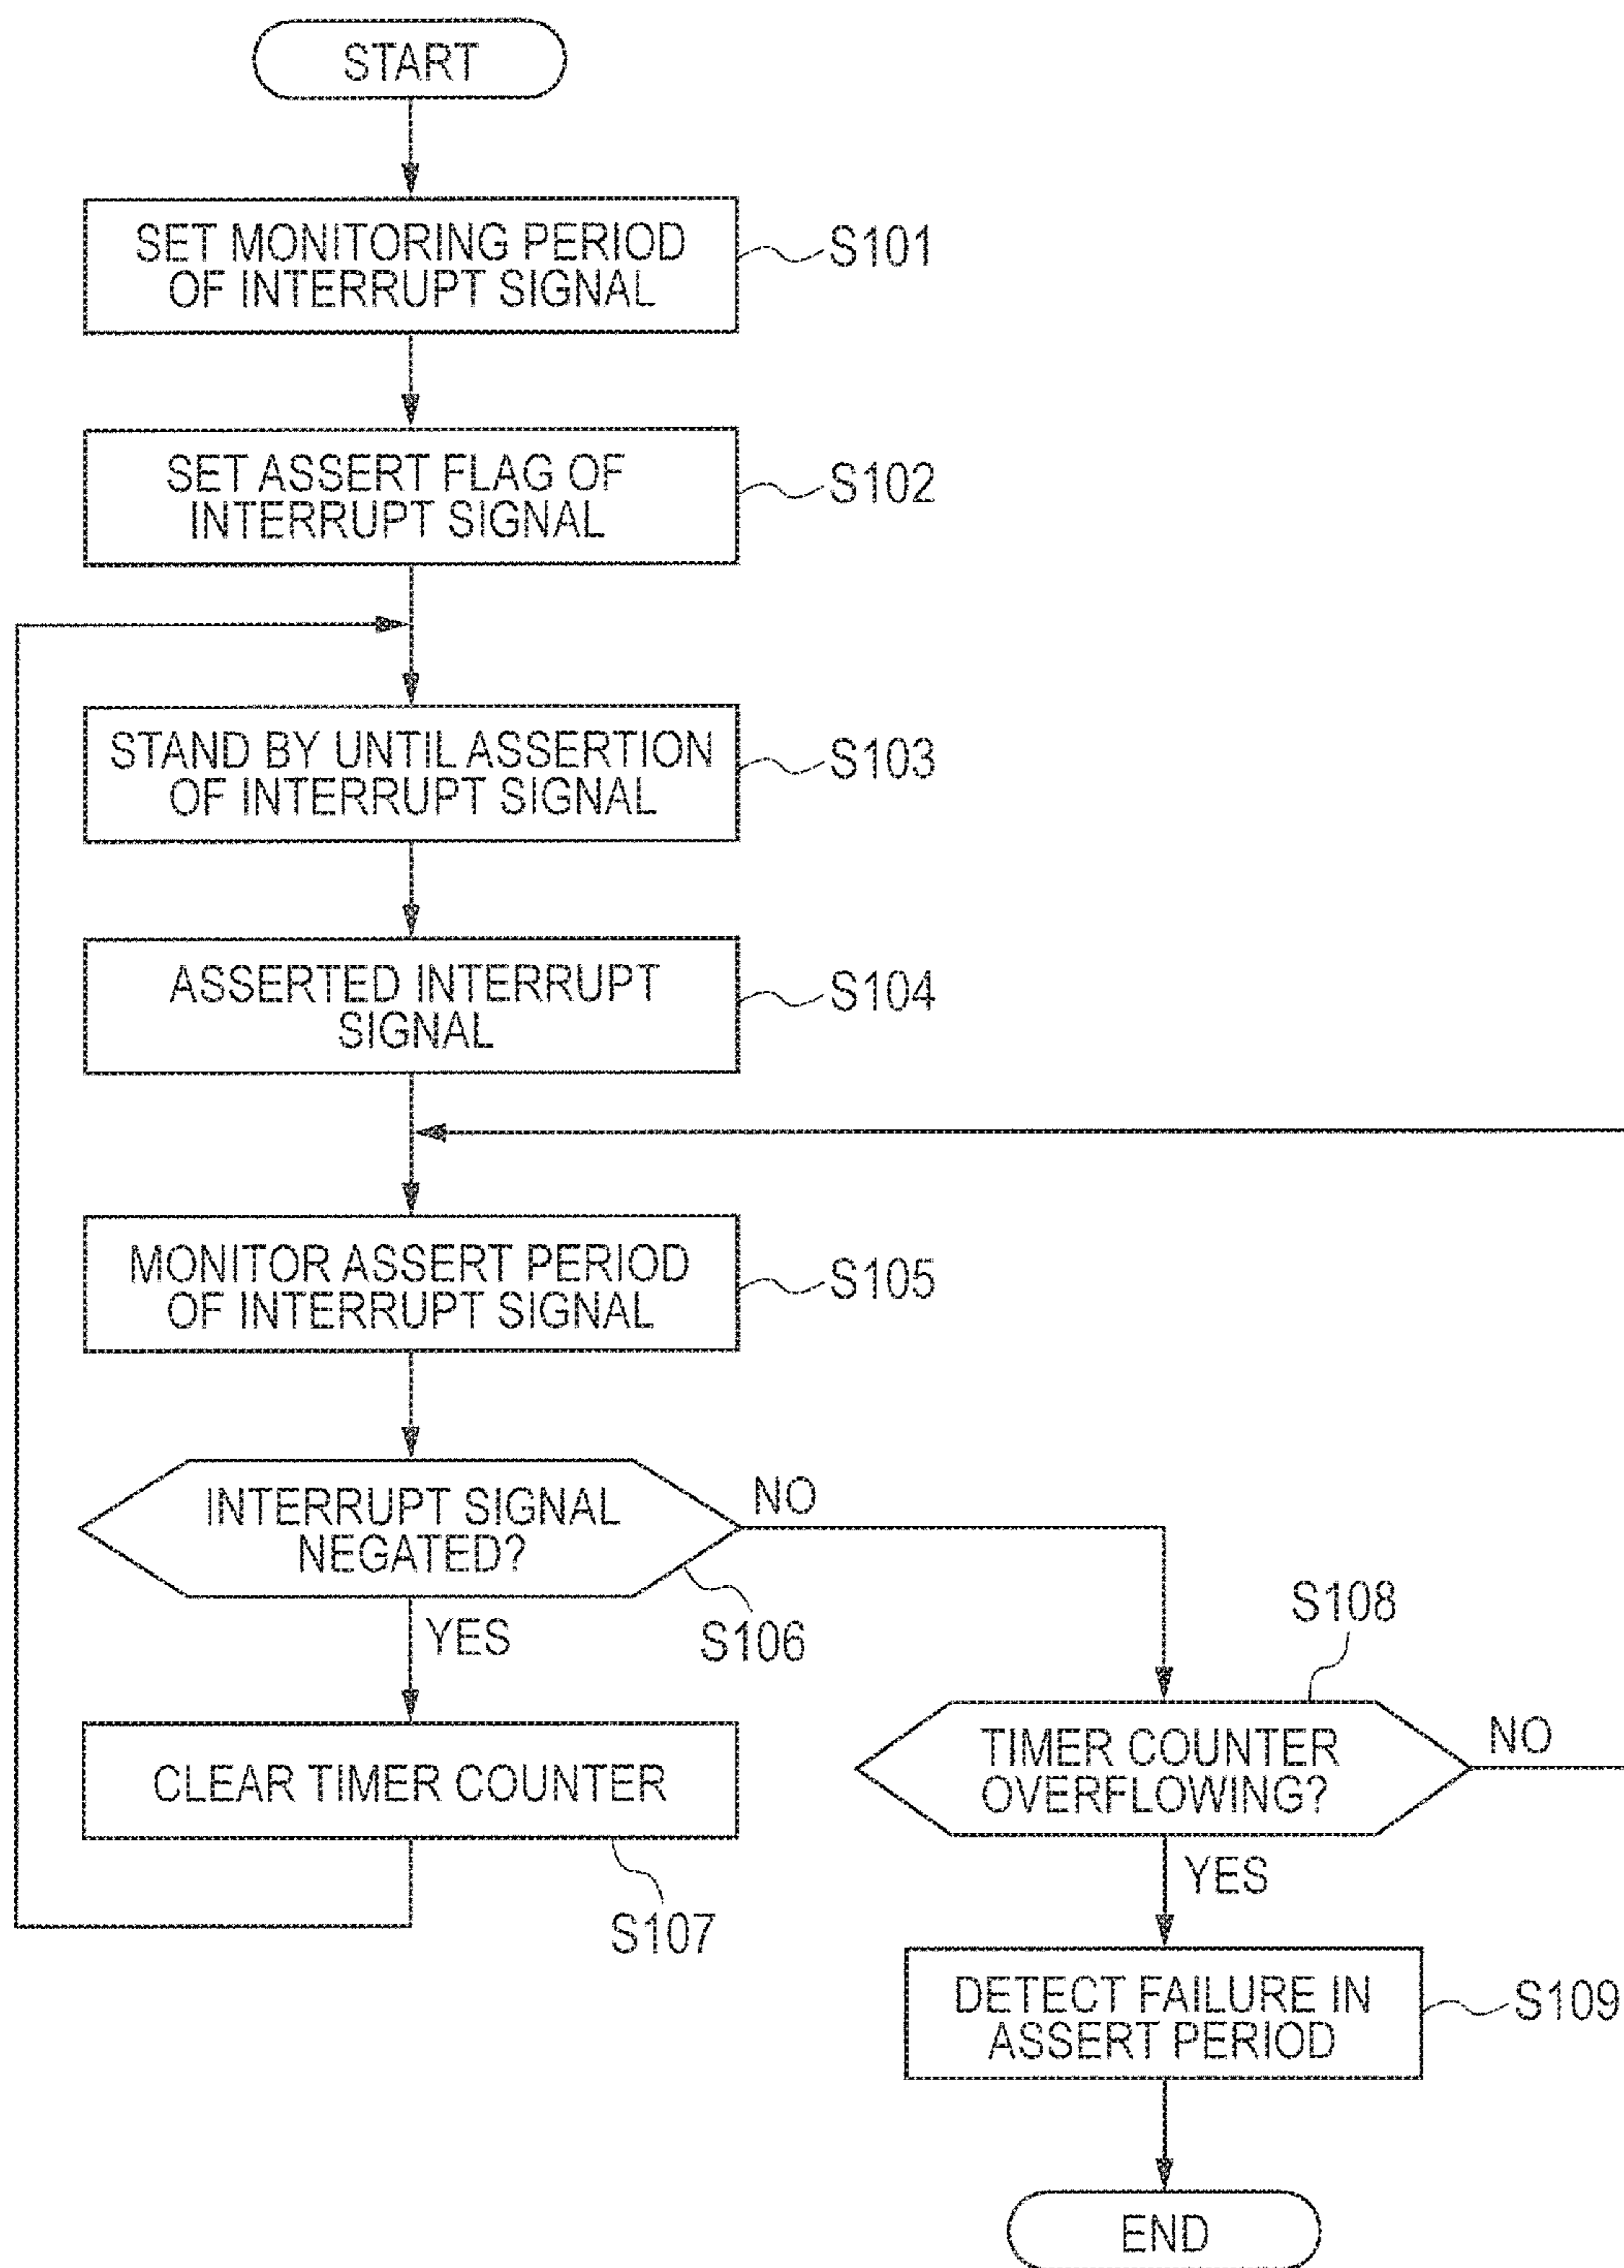 START
SET MONITORING PERIOD
OF INTERRUPT SIGNAL
S101
SET ASSERT FLAG OF
INTERRUPT SIGNAL
S102
STAND BY UNTIL ASSERTION
OF INTERRUPT SIGNAL
S103
ASSERTED INTERRUPT
SIGNAL
S104
MONITOR ASSERT PERIOD
OF INTERRUPT SIGNAL
S105
INTERRUPT SIGNAL
NEGATED?
NO
S106
YES
CLEAR TIMER COUNTER
S107
S108
TIMER COUNTER
OVERFLOWING?
NO
YES
DETECT FAILURE IN
ASSERT PERIOD
S109
END